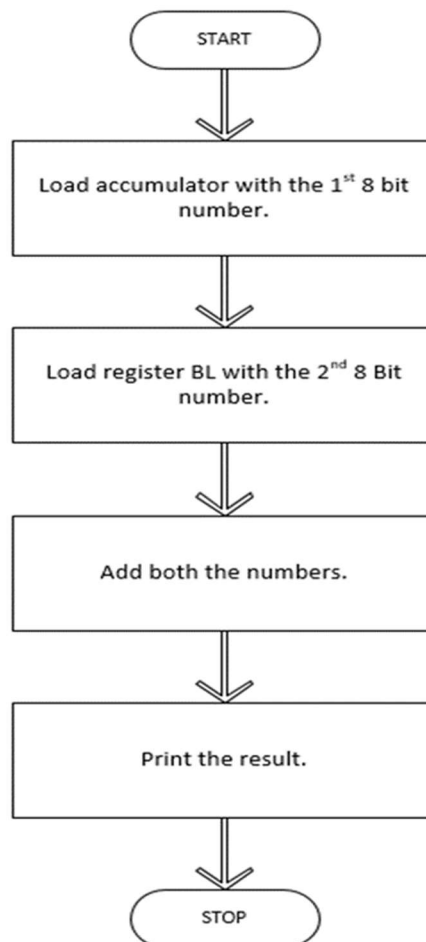 START
Load accumulator with the 1st 8 bit
number.
Load register BL with the 2nd 8 Bit
number.
Add both the numbers.
Print the result.
STOP